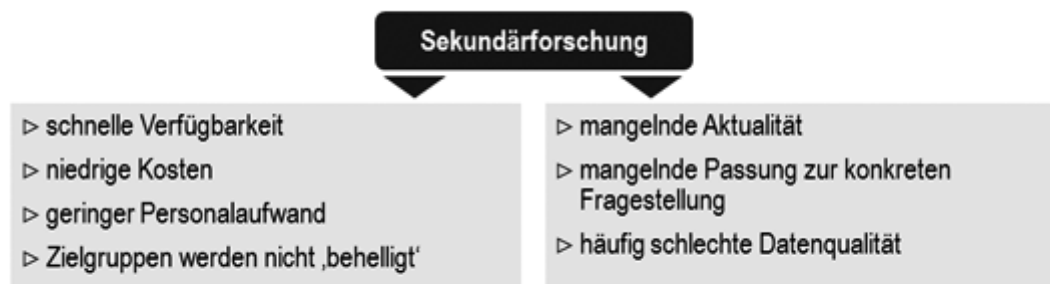 Sekundärforschung
▷ schnelle Verfügbarkeit
▷ niedrige Kosten
▷ geringer Personalaufwand
▷ Zielgruppen werden nicht ‚behelligt‘
▷ mangelnde Aktualität
▷ mangelnde Passung zur konkreten
Fragestellung
▷ häufig schlechte Datenqualität